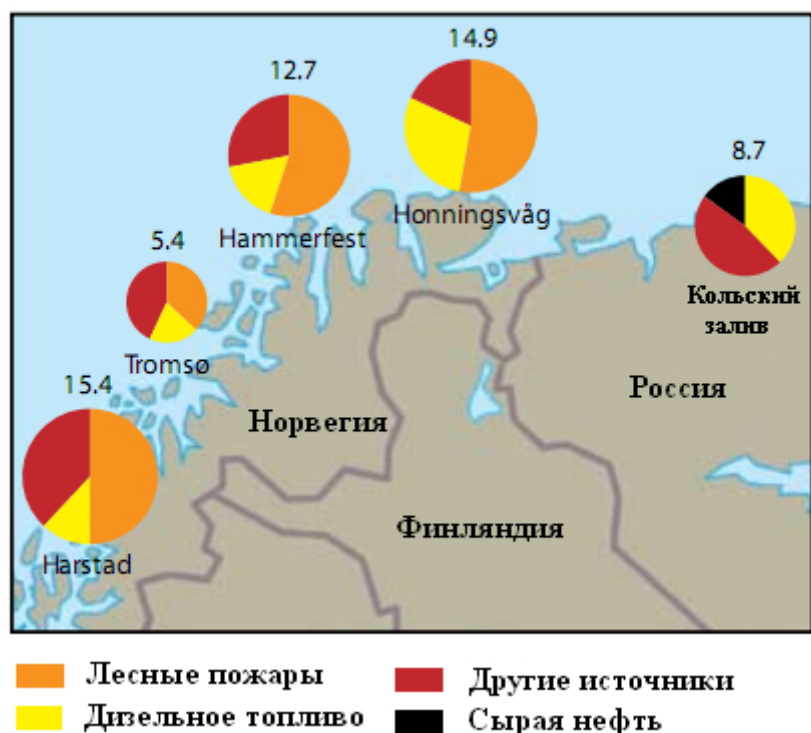 14.9
12.7
8.7
Honningsvåg
Hammerfest
5.4
Кольский
залив
Tromsø
15.4
Россия
Норвегия
Финляндия
Harstad
Лесные пожары
Другие источники
Дизельное топливо
Сырая нефть